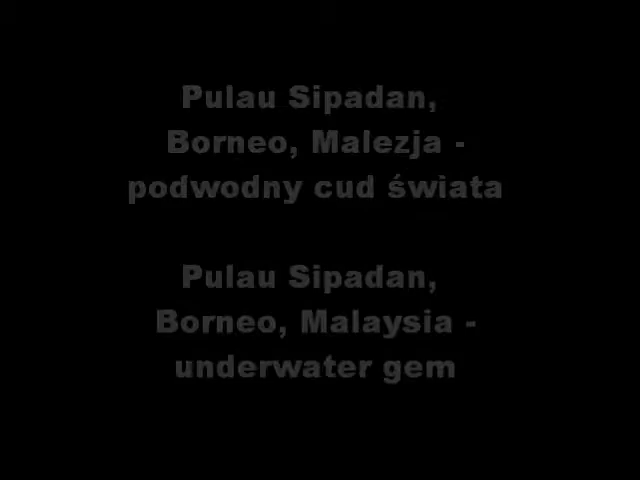 Pulau Sipadan,
Borneo, Malezja -
podwodny cud świata
Pulau Sipadan,
Borneo, Malaysia -
underwater gem